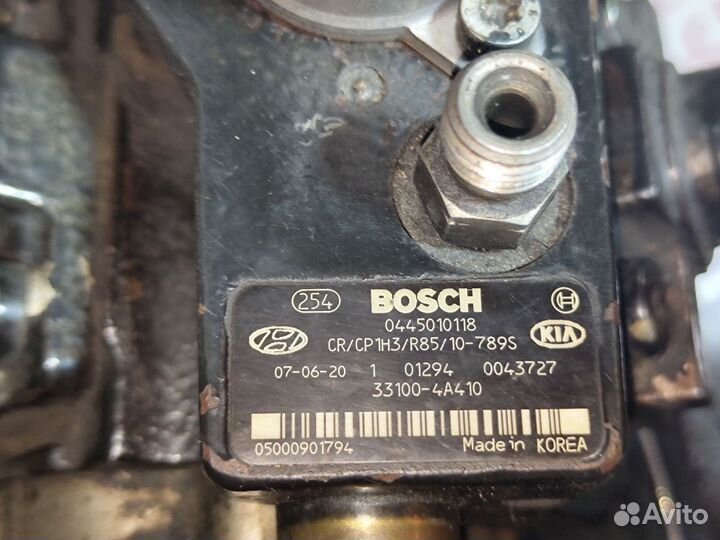 254 BOSCH
0445010118
CR/CP1H3/R85/10-789S KIA
07-06-20 1 01294 0043727
33100-4A410
05000901794 Made in KOREA
Avito